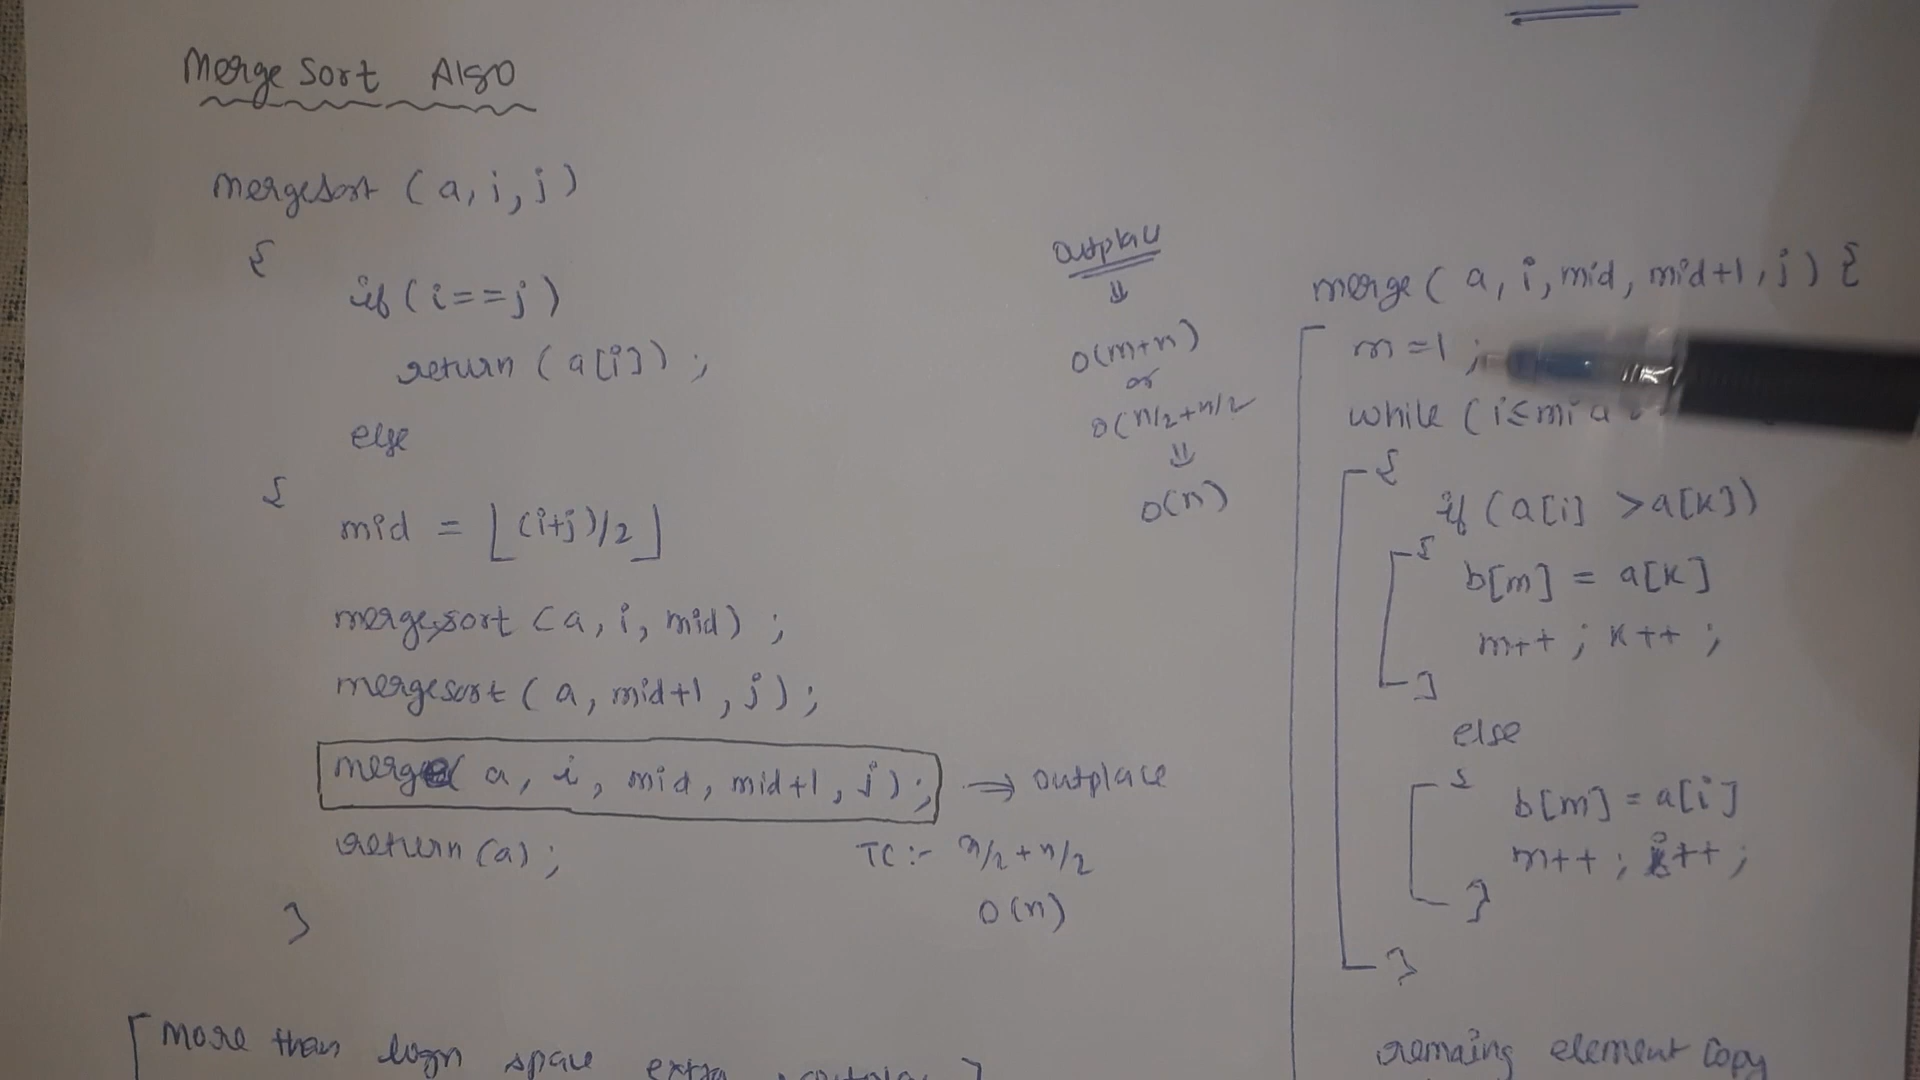 Merge Sort Algo
mergesort (a, i, j)
{
if (i==j)
return (a[i]);
else
{
mid = ⌊(i+j)/2⌋
mergesort (a, i, mid);
mergesort (a, mid+1, j);
merge( a, i, mid, mid+1, j); → outplace
return (a);
TC :- n/2 + n/2
O(n)
}
[More than logn space extra
outplace
⇓
O(m+n)
or
O(n/2+n/2
⇓
O(n)
merge ( a, i, mid, mid+1, j) {
m=1;
while (i≤mid
{
if (a[i] >a[k])
{
b[m] = a[k]
m++ ; k++ ;
}
else
{
b[m] = a[i]
m++ ; i++ ;
}
}
remaing element copy